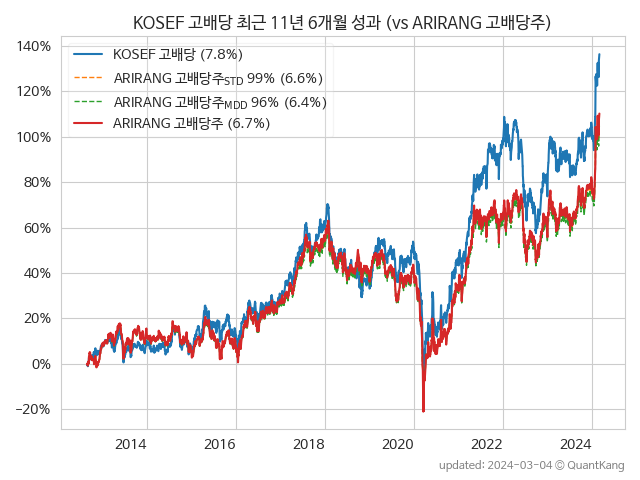 KOSEF 고배당 최근 11년 6개월 성과 (vs ARIRANG 고배당주)
KOSEF 고배당 (7.8%)
ARIRANG 고배당주STD 99% (6.6%)
ARIRANG 고배당주MDD 96% (6.4%)
ARIRANG 고배당주 (6.7%)
140%
120%
100%
80%
60%
40%
20%
0%
−20%
2014 2016 2018 2020 2022 2024
updated: 2024-03-04 © QuantKang